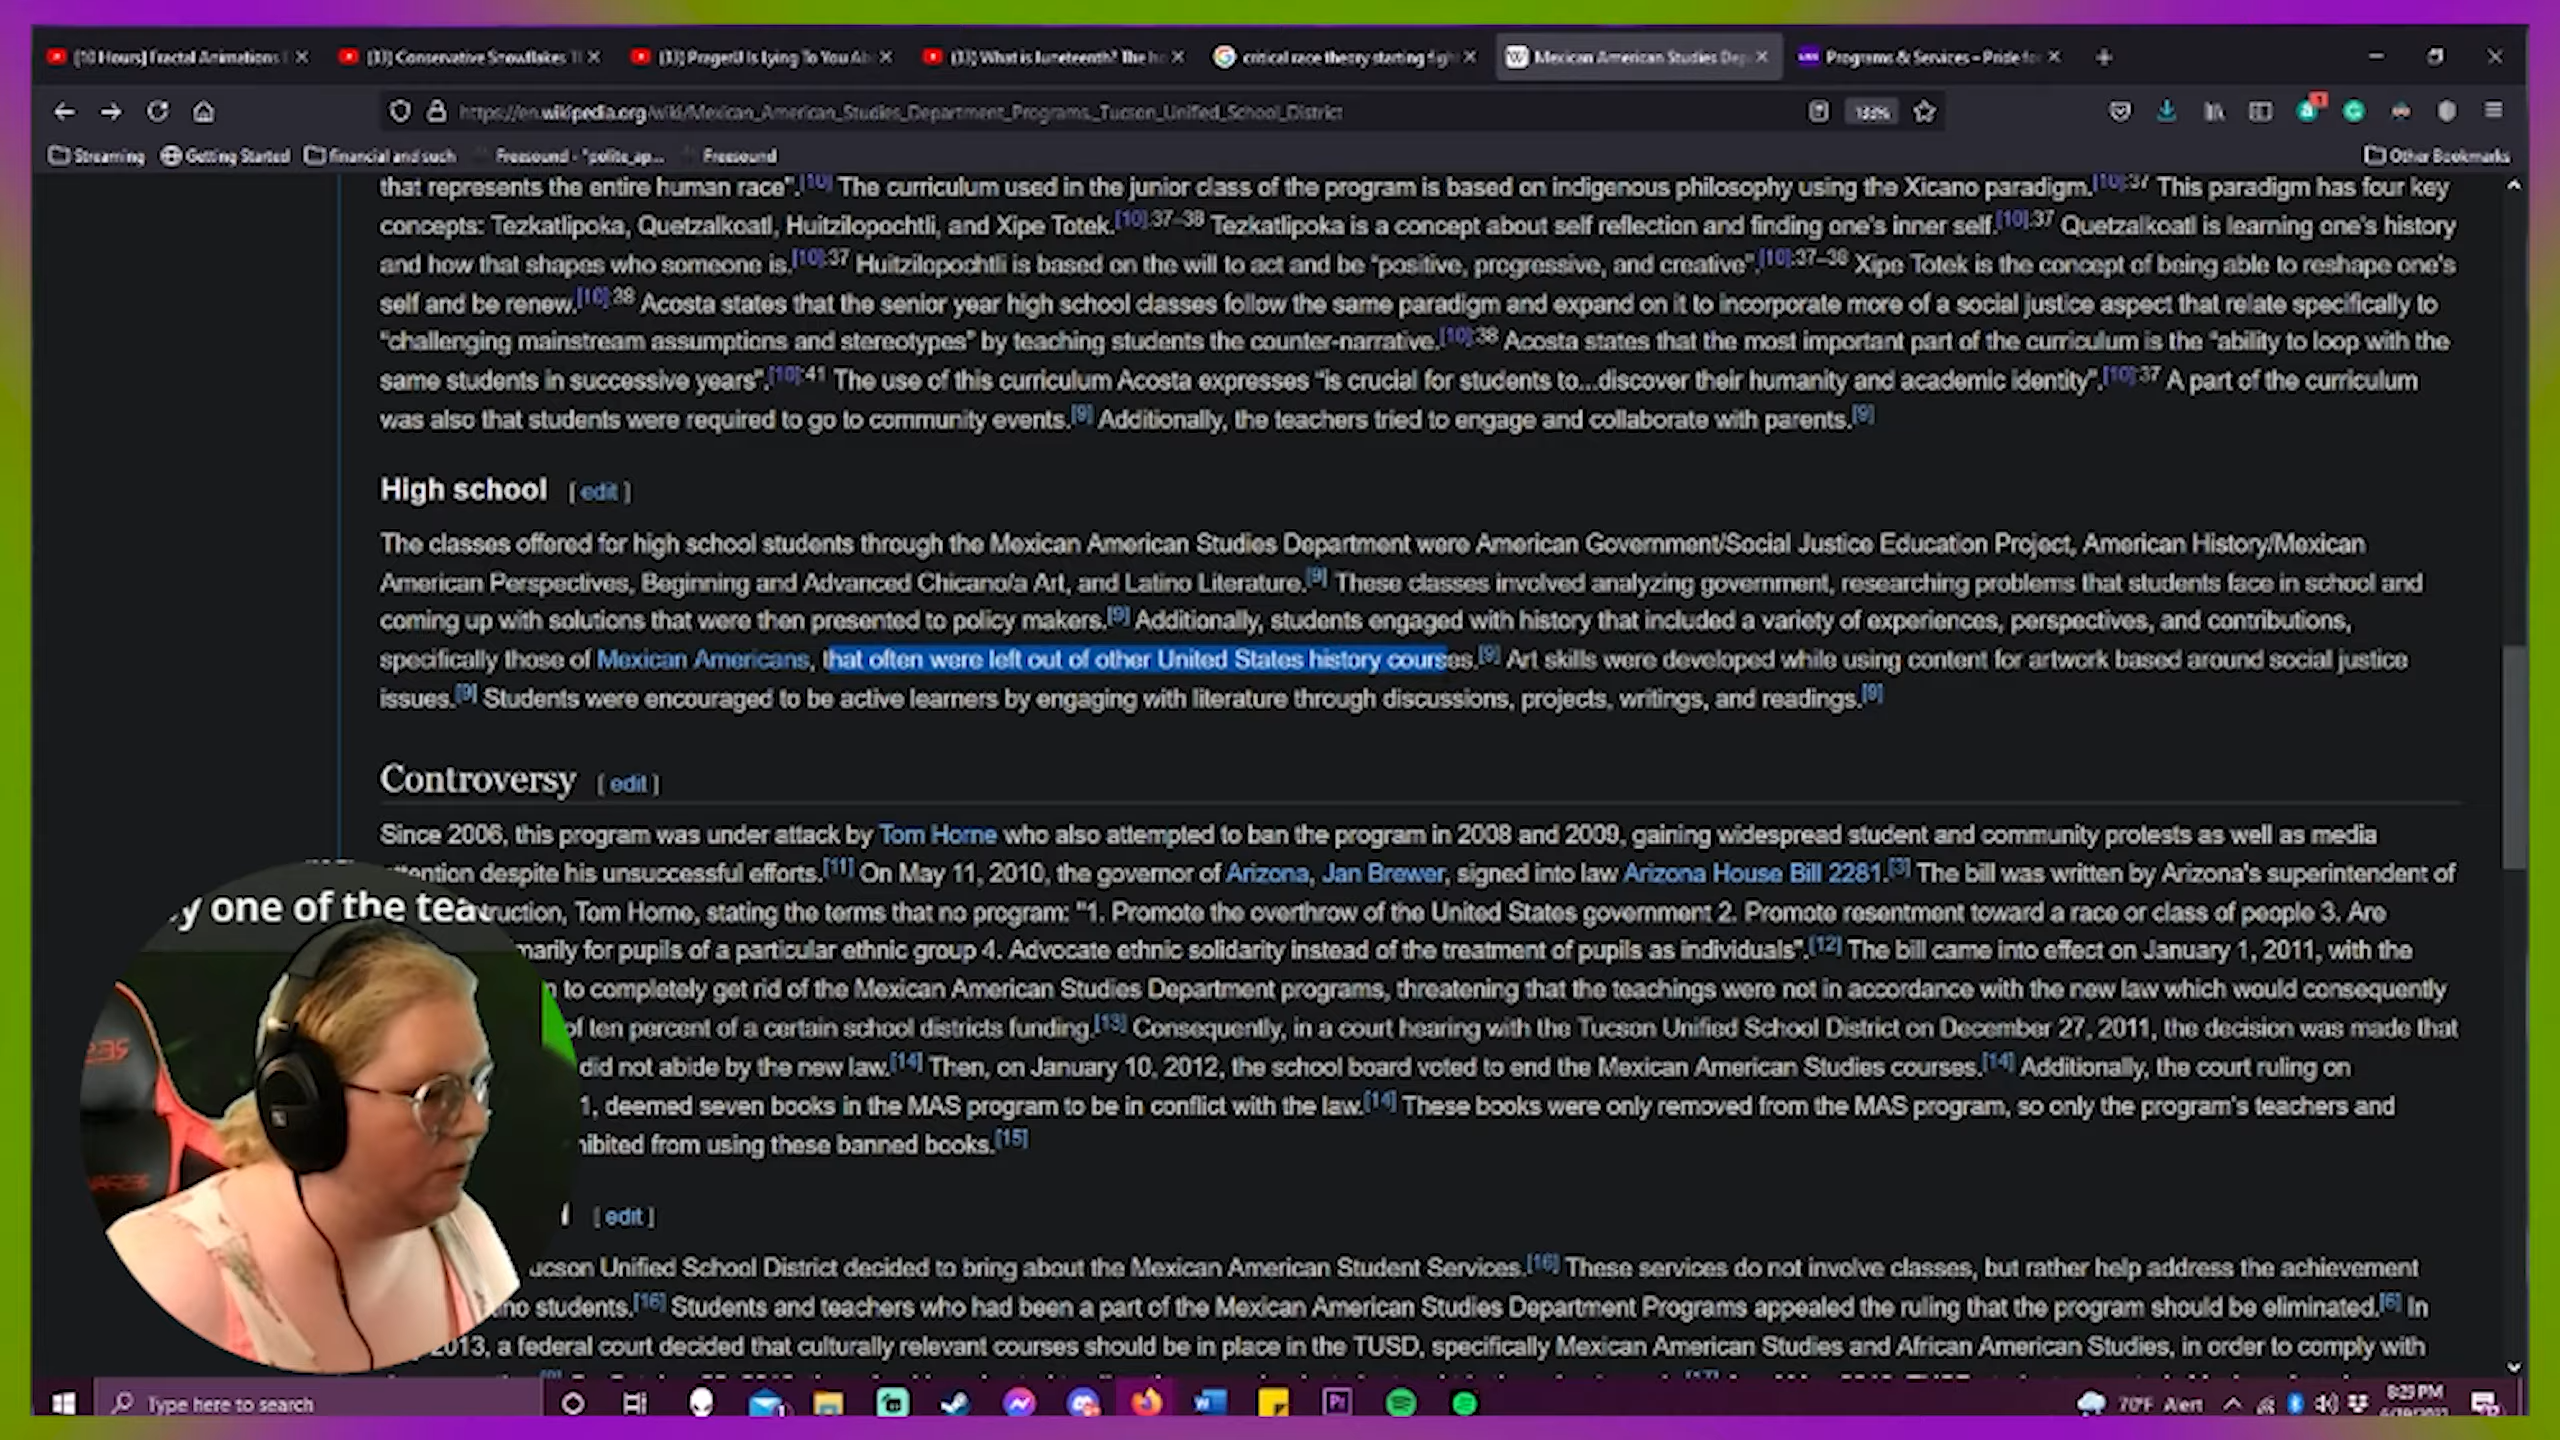 [10 Hours] Fractal Animations
(33) Conservative Snowflakes
(33) PragerU Is Lying To You Ab
(33) What is Juneteenth? The h
critical race theory starting figh
Mexican American Studies Dep
Programs & Services – Pride fo
https://en.wikipedia.org/wiki/Mexican_American_Studies_Department_Programs,_Tucson_Unified_School_District
133%
Streaming
Getting Started
financial and such
Freesound - "polite_ap...
Freesound
Other Bookmarks
that represents the entire human race".[10] The curriculum used in the junior class of the program is based on indigenous philosophy using the Xicano paradigm.[10]:37 This paradigm has four key
concepts: Tezkatlipoka, Quetzalkoatl, Huitzilopochtli, and Xipe Totek.[10]:37–38 Tezkatlipoka is a concept about self reflection and finding one's inner self.[10]:37 Quetzalkoatl is learning one's history
and how that shapes who someone is.[10]:37 Huitzilopochtli is based on the will to act and be "positive, progressive, and creative".[10]:37–38 Xipe Totek is the concept of being able to reshape one's
self and be renew.[10]:38 Acosta states that the senior year high school classes follow the same paradigm and expand on it to incorporate more of a social justice aspect that relate specifically to
"challenging mainstream assumptions and stereotypes" by teaching students the counter-narrative.[10]:38 Acosta states that the most important part of the curriculum is the "ability to loop with the
same students in successive years".[10]:41 The use of this curriculum Acosta expresses "is crucial for students to...discover their humanity and academic identity".[10]:37 A part of the curriculum
was also that students were required to go to community events.[9] Additionally, the teachers tried to engage and collaborate with parents.[9]
High school [ edit ]
The classes offered for high school students through the Mexican American Studies Department were American Government/Social Justice Education Project, American History/Mexican
American Perspectives, Beginning and Advanced Chicano/a Art, and Latino Literature.[9] These classes involved analyzing government, researching problems that students face in school and
coming up with solutions that were then presented to policy makers.[9] Additionally, students engaged with history that included a variety of experiences, perspectives, and contributions,
specifically those of Mexican Americans, that often were left out of other United States history courses.[9] Art skills were developed while using content for artwork based around social justice
issues.[9] Students were encouraged to be active learners by engaging with literature through discussions, projects, writings, and readings.[9]
Controversy [ edit ]
Since 2006, this program was under attack by Tom Horne who also attempted to ban the program in 2008 and 2009, gaining widespread student and community protests as well as media
ttention despite his unsuccessful efforts.[11] On May 11, 2010, the governor of Arizona, Jan Brewer, signed into law Arizona House Bill 2281.[3] The bill was written by Arizona's superintendent of
y one of the tea
truction, Tom Horne, stating the terms that no program: "1. Promote the overthrow of the United States government 2. Promote resentment toward a race or class of people 3. Are
marily for pupils of a particular ethnic group 4. Advocate ethnic solidarity instead of the treatment of pupils as individuals".[12] The bill came into effect on January 1, 2011, with the
n to completely get rid of the Mexican American Studies Department programs, threatening that the teachings were not in accordance with the new law which would consequently
of ten percent of a certain school districts funding.[13] Consequently, in a court hearing with the Tucson Unified School District on December 27, 2011, the decision was made that
did not abide by the new law.[14] Then, on January 10, 2012, the school board voted to end the Mexican American Studies courses.[14] Additionally, the court ruling on
1, deemed seven books in the MAS program to be in conflict with the law.[14] These books were only removed from the MAS program, so only the program's teachers and
hibited from using these banned books.[15]
[ edit ]
ucson Unified School District decided to bring about the Mexican American Student Services.[16] These services do not involve classes, but rather help address the achievement
no students.[16] Students and teachers who had been a part of the Mexican American Studies Department Programs appealed the ruling that the program should be eliminated.[6] In
2013, a federal court decided that culturally relevant courses should be in place in the TUSD, specifically Mexican American Studies and African American Studies, in order to comply with
Type here to search
70°F Alert
8:23 PM